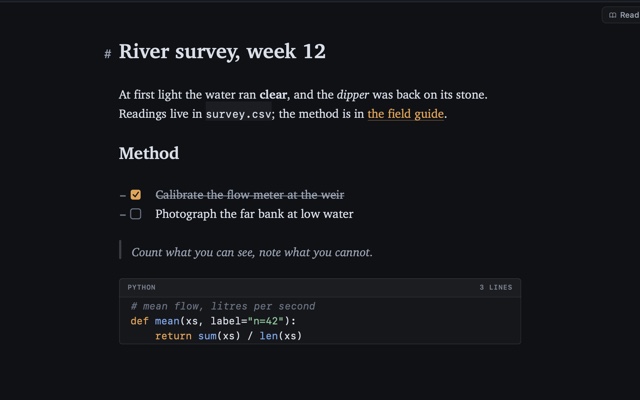 Read
# River survey, week 12
At first light the water ran clear, and the dipper was back on its stone.
Readings live in survey.csv; the method is in the field guide.
Method
– Calibrate the flow meter at the weir
– Photograph the far bank at low water
Count what you can see, note what you cannot.
PYTHON 3 LINES
# mean flow, litres per second
def mean(xs, label="n=42"):
    return sum(xs) / len(xs)